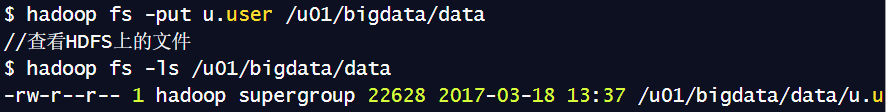 $ hadoop fs -put u.user /u01/bigdata/data
//查看HDFS上的文件
$ hadoop fs -ls /u01/bigdata/data
-rw-r--r-- 1 hadoop supergroup 22628 2017-03-18 13:37 /u01/bigdata/data/u.u